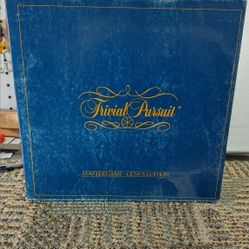 Trivial Pursuit®
MASTER GAME - GENUS EDITION